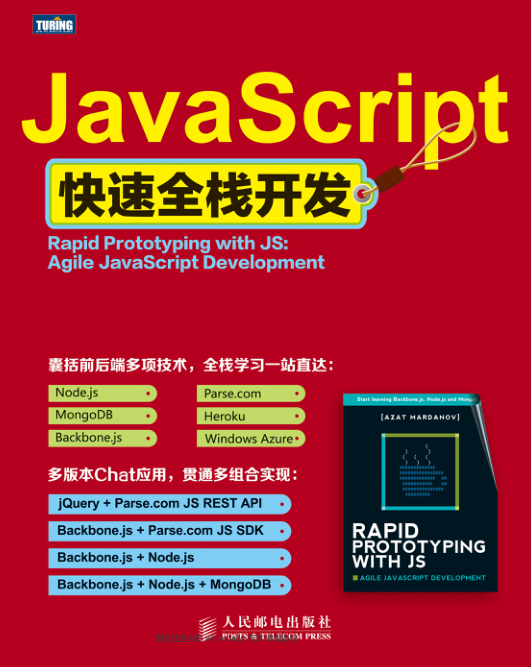 TURING
JavaScript
快速全栈开发
Rapid Prototyping with JS:
Agile JavaScript Development
囊括前后端多项技术，全栈学习一站直达：
Node.js
Parse.com
MongoDB
Heroku
Backbone.js
Windows Azure
多版本Chat应用，贯通多组合实现：
jQuery + Parse.com JS REST API
Backbone.js + Parse.com JS SDK
Backbone.js + Node.js
Backbone.js + Node.js + MongoDB
Start learning Backbone.js, Node.js and
[AZAT MARDANOV]
RAPID
PROTOTYPING
WITH JS
AGILE JAVASCRIPT DEVELOPMENT
人民邮电出版社
POSTS & TELECOM PRESS